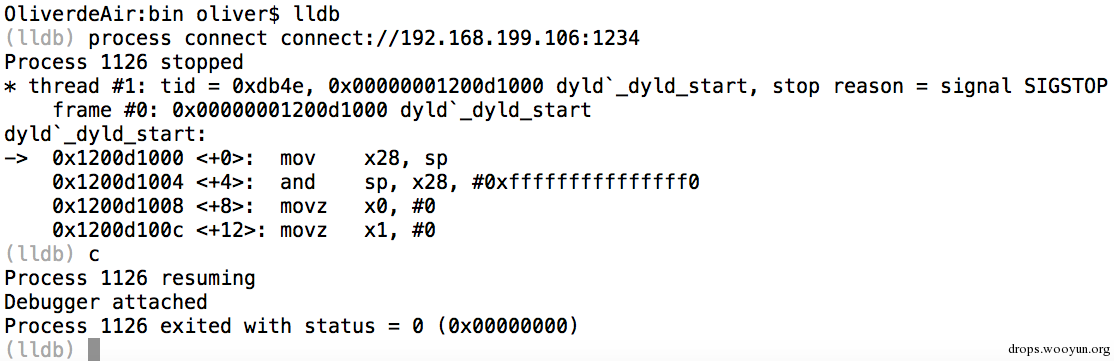 OliverdeAir:bin oliver$ lldb
(lldb) process connect connect://192.168.199.106:1234
Process 1126 stopped
* thread #1: tid = 0xdb4e, 0x00000001200d1000 dyld`_dyld_start, stop reason = signal SIGSTOP
    frame #0: 0x00000001200d1000 dyld`_dyld_start
dyld`_dyld_start:
->  0x1200d1000 <+0>:  mov    x28, sp
    0x1200d1004 <+4>:  and    sp, x28, #0xfffffffffffffff0
    0x1200d1008 <+8>:  movz   x0, #0
    0x1200d100c <+12>: movz   x1, #0
(lldb) c
Process 1126 resuming
Debugger attached
Process 1126 exited with status = 0 (0x00000000)
(lldb)
drops.wooyun.org